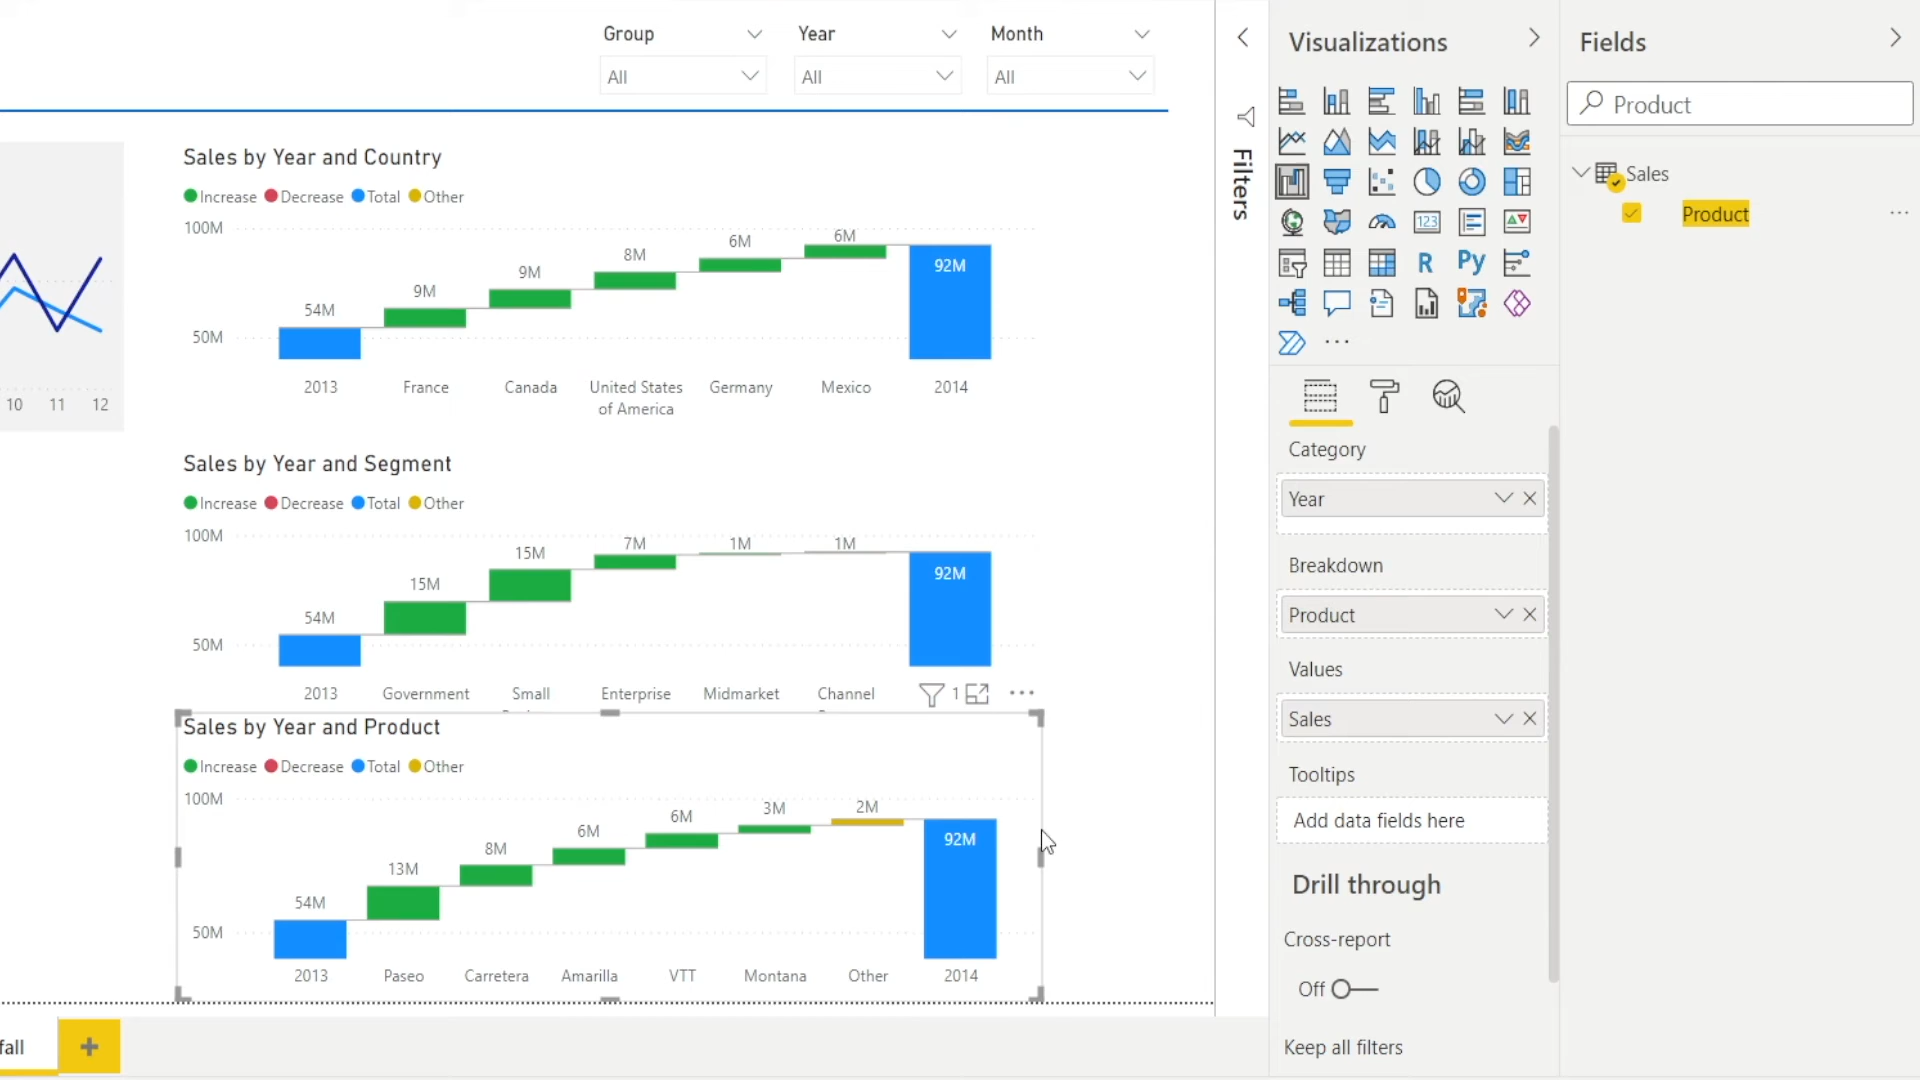 Group Year Month
All All All
10 11 12
Sales by Year and Country
Increase Decrease Total Other
100M
50M
54M 9M 9M 8M 6M 6M 92M
2013 France Canada United States Germany Mexico 2014
of America
Sales by Year and Segment
Increase Decrease Total Other
100M
50M
54M 15M 15M 7M 1M 1M 92M
2013 Government Small Enterprise Midmarket Channel
1
Sales by Year and Product
Increase Decrease Total Other
100M
50M
54M 13M 8M 6M 6M 3M 2M 92M
2013 Paseo Carretera Amarilla VTT Montana Other 2014
fall
+
Filters
Visualizations
123
R Py
Category
Year
Breakdown
Product
Values
Sales
Tooltips
Add data fields here
Drill through
Cross-report
Off
Keep all filters
Fields
Product
Sales
Product